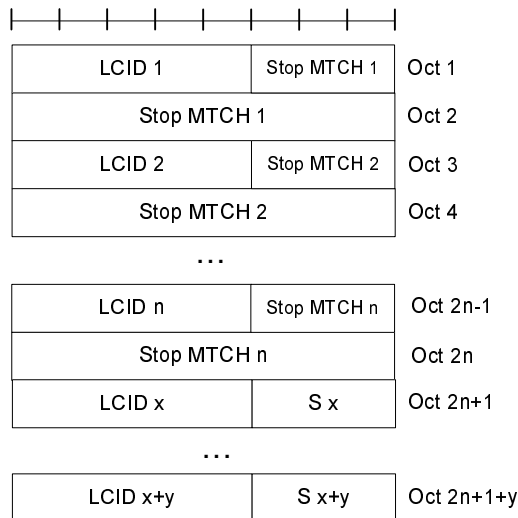 LCID 1 Stop MTCH 1 Oct 1
Stop MTCH 1 Oct 2
LCID 2 Stop MTCH 2 Oct 3
Stop MTCH 2 Oct 4
...
LCID n Stop MTCH n Oct 2n-1
Stop MTCH n Oct 2n
LCID x S x Oct 2n+1
...
LCID x+y S x+y Oct 2n+1+y